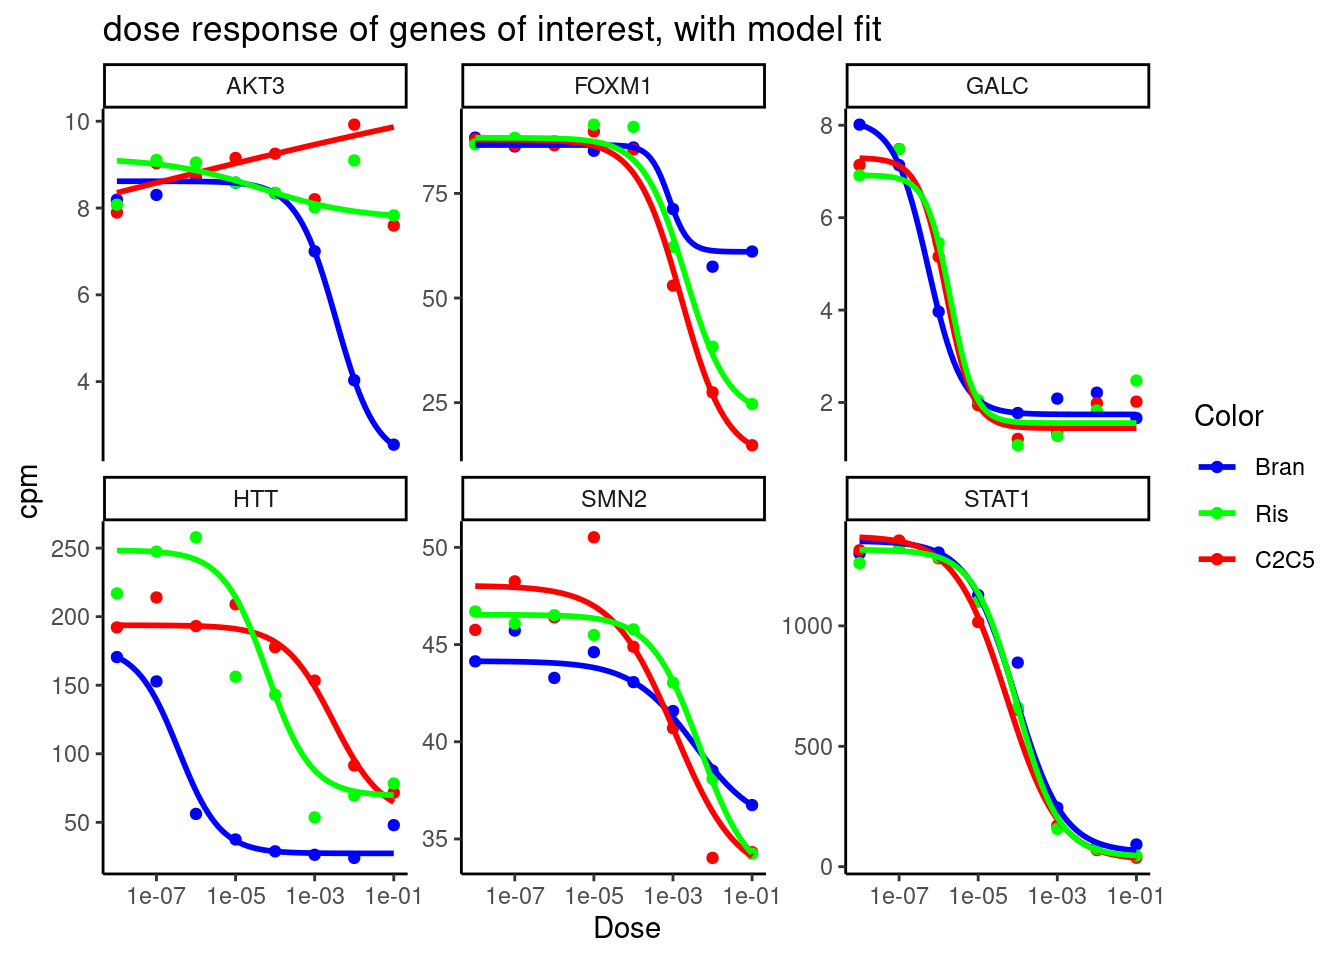 dose response of genes of interest, with model fit
AKT3
FOXM1
GALC
10
8
6
4
75
50
25
8
6
4
2
cpm
HTT
SMN2
STAT1
250
200
150
100
50
50
45
40
35
1000
500
0
1e-07 1e-05 1e-03 1e-01
1e-07 1e-05 1e-03 1e-01
1e-07 1e-05 1e-03 1e-01
Dose
Color
Bran
Ris
C2C5